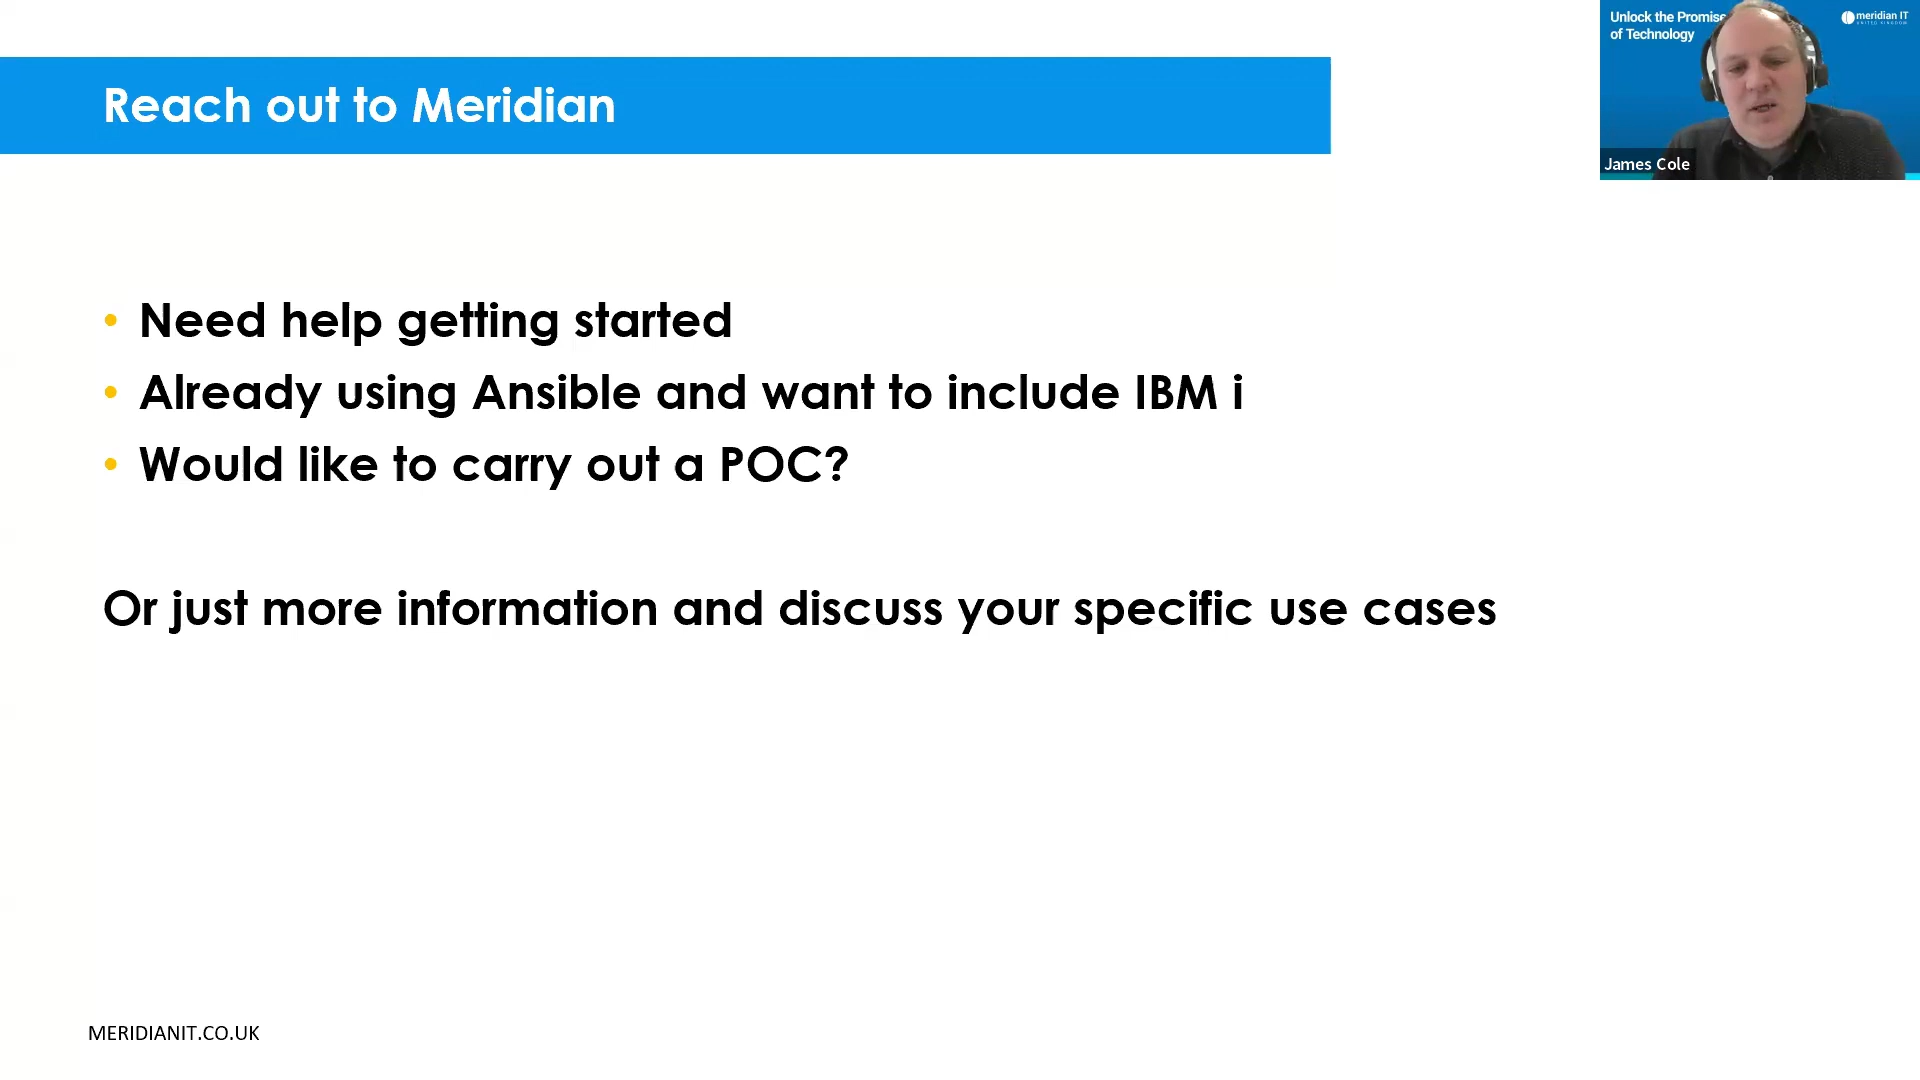 Reach out to Meridian
Unlock the Promise
of Technology
meridian IT
UNITED KINGDOM
James Cole
• Need help getting started
• Already using Ansible and want to include IBM i
• Would like to carry out a POC?
Or just more information and discuss your specific use cases
MERIDIANIT.CO.UK